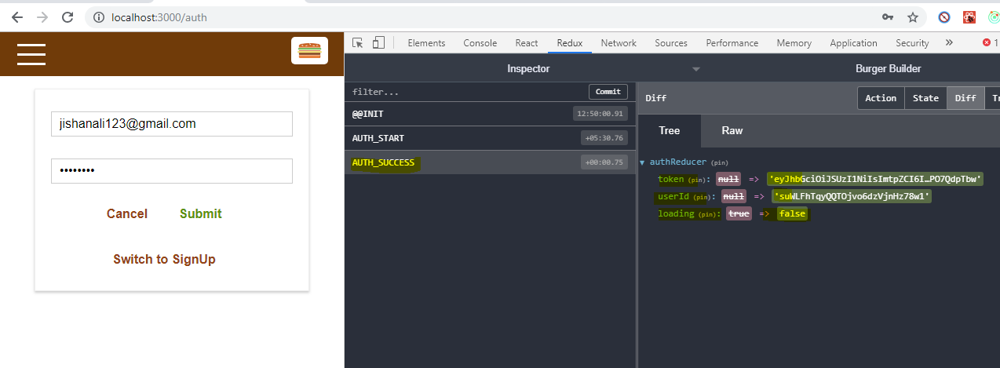 localhost:3000/auth
Elements Console React Redux Network Sources Performance Memory Application Security » 1
Inspector Burger Builder
filter... Commit
@@INIT 12:50:00.91
AUTH_START +05:30.76
AUTH_SUCCESS +00:00.75
Diff Action State Diff Tr
Tree Raw
authReducer (pin)
token (pin): null => 'eyJhbGciOiJSUzI1NiIsImtpZCI6I…PO7QdpTbw'
userId (pin): null => 'suWLFhTqyQQTOjvo6dzVjnHz78w1'
loading (pin): true => false
jishanali123@gmail.com
••••••••
Cancel Submit
Switch to SignUp